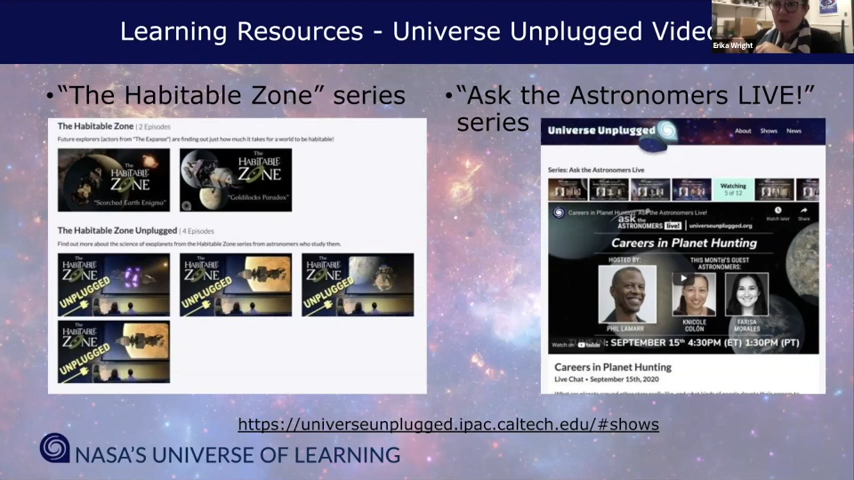 Learning Resources - Universe Unplugged Video
Erika Wright
•“The Habitable Zone” series
The Habitable Zone | 2 Episodes
Future explorers (actors from "The Expanse") are finding out just how much it takes for a world to be habitable!
The
HABITABLE
ZONE
"Scorched Earth Enigma"
The
HABITABLE
ZONE
"Goldilocks Paradox"
The Habitable Zone Unplugged | 4 Episodes
Find out more about the science of exoplanets from the Habitable Zone series from astronomers who study them.
The
HABITABLE
ZONE
UNPLUGGED
The
HABITABLE
ZONE
UNPLUGGED
The
HABITABLE
ZONE
UNPLUGGED
The
HABITABLE
ZONE
UNPLUGGED
•“Ask the Astronomers LIVE!”
series
Universe Unplugged
About Shows News
Series: Ask the Astronomers Live
Watching
5 of 12
Careers in Planet Hunting: Ask the Astronomers Live!
Watch later Share
ask the
ASTRONOMERS live! | universeunplugged.org
Careers in Planet Hunting
HOSTED BY:
THIS MONTH'S GUEST
ASTRONOMERS:
PHIL LAMARR
KNICOLE
COLÓN
FARISA
MORALES
Watch on YouTube
: SEPTEMBER 15th 4:30PM (ET) 1:30PM (PT)
Careers in Planet Hunting
Live Chat • September 15th, 2020
https://universeunplugged.ipac.caltech.edu/#shows
NASA'S UNIVERSE OF LEARNING